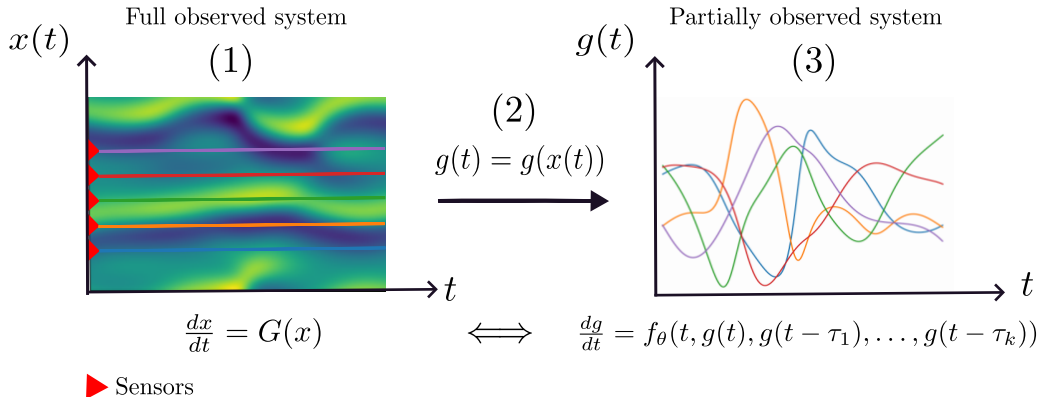 Full observed system
Partially observed system
x(t)
(1)
g(t)
(3)
(2)
g(t) = g(x(t))
t
t
dx/dt = G(x)
⟺
dg/dt = f_θ(t, g(t), g(t − τ_1), . . . , g(t − τ_k))
Sensors